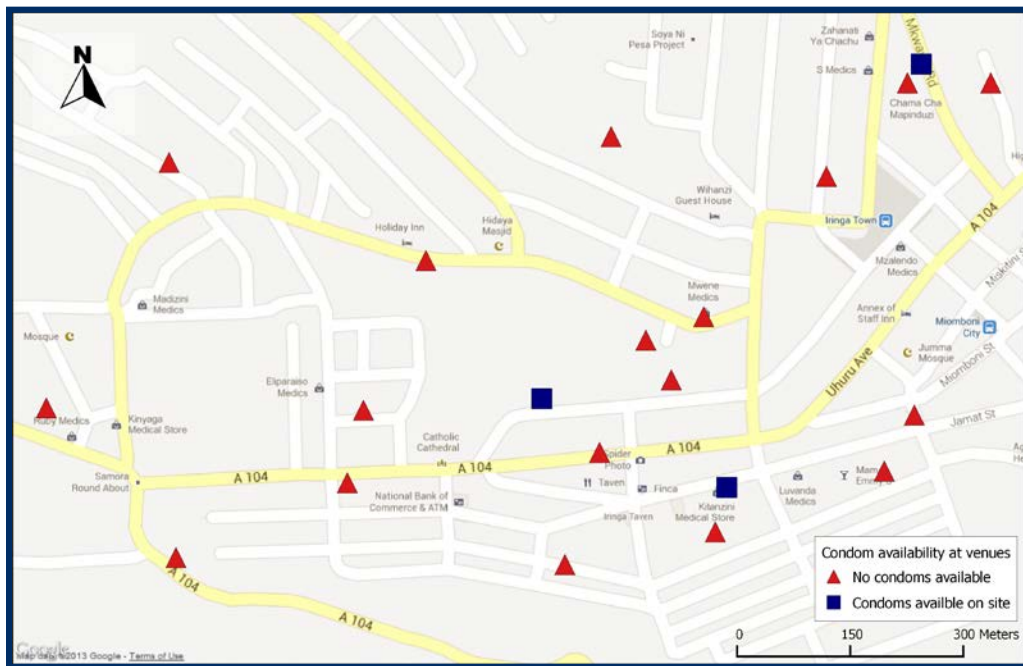 N
Soya Ni
Pesa Project
Zahanati
Ya Chachu
S Medics
Chama Cha
Mapinduzi
Wihanzi
Guest House
Iringa Town
A 104
Holiday Inn
Hidaya
Masjid
Mzalendo
Medics
Miskitini S
Madizini
Medics
Mwene
Medics
Annex of
Staff Inn
Miomboni
City
Mosque
Jumma
Mosque
Uhuru Ave
Miomboni St
Eliparaiso
Medics
Ruby Medics
Kinyaga
Medical Store
Jamat St
Catholic
Cathedral
A 104
A 104
A 104
Samora
Round About
Spider
Photo
Taven
Finca
National Bank of
Commerce & ATM
Iringa Taven
Kitanzini
Medical Store
Luvanda
Medics
A 104
A 104
Condom availability at venues
No condoms available
Condoms availble on site
0 150 300 Meters
Google
Map data ©2013 Google - Terms of Use